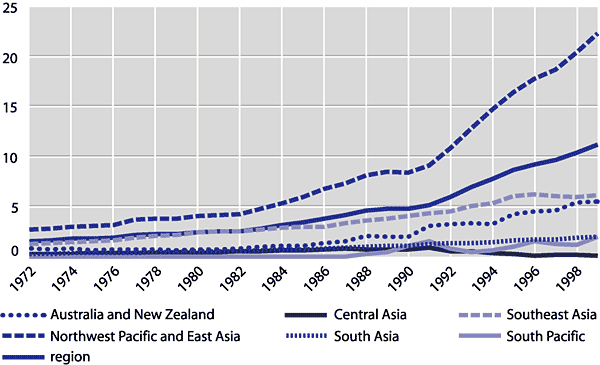 25
20
15
10
5
0
1972 1974 1976 1978 1980 1982 1984 1986 1988 1990 1992 1994 1996 1998
Australia and New Zealand Central Asia Southeast Asia
Northwest Pacific and East Asia South Asia South Pacific
region